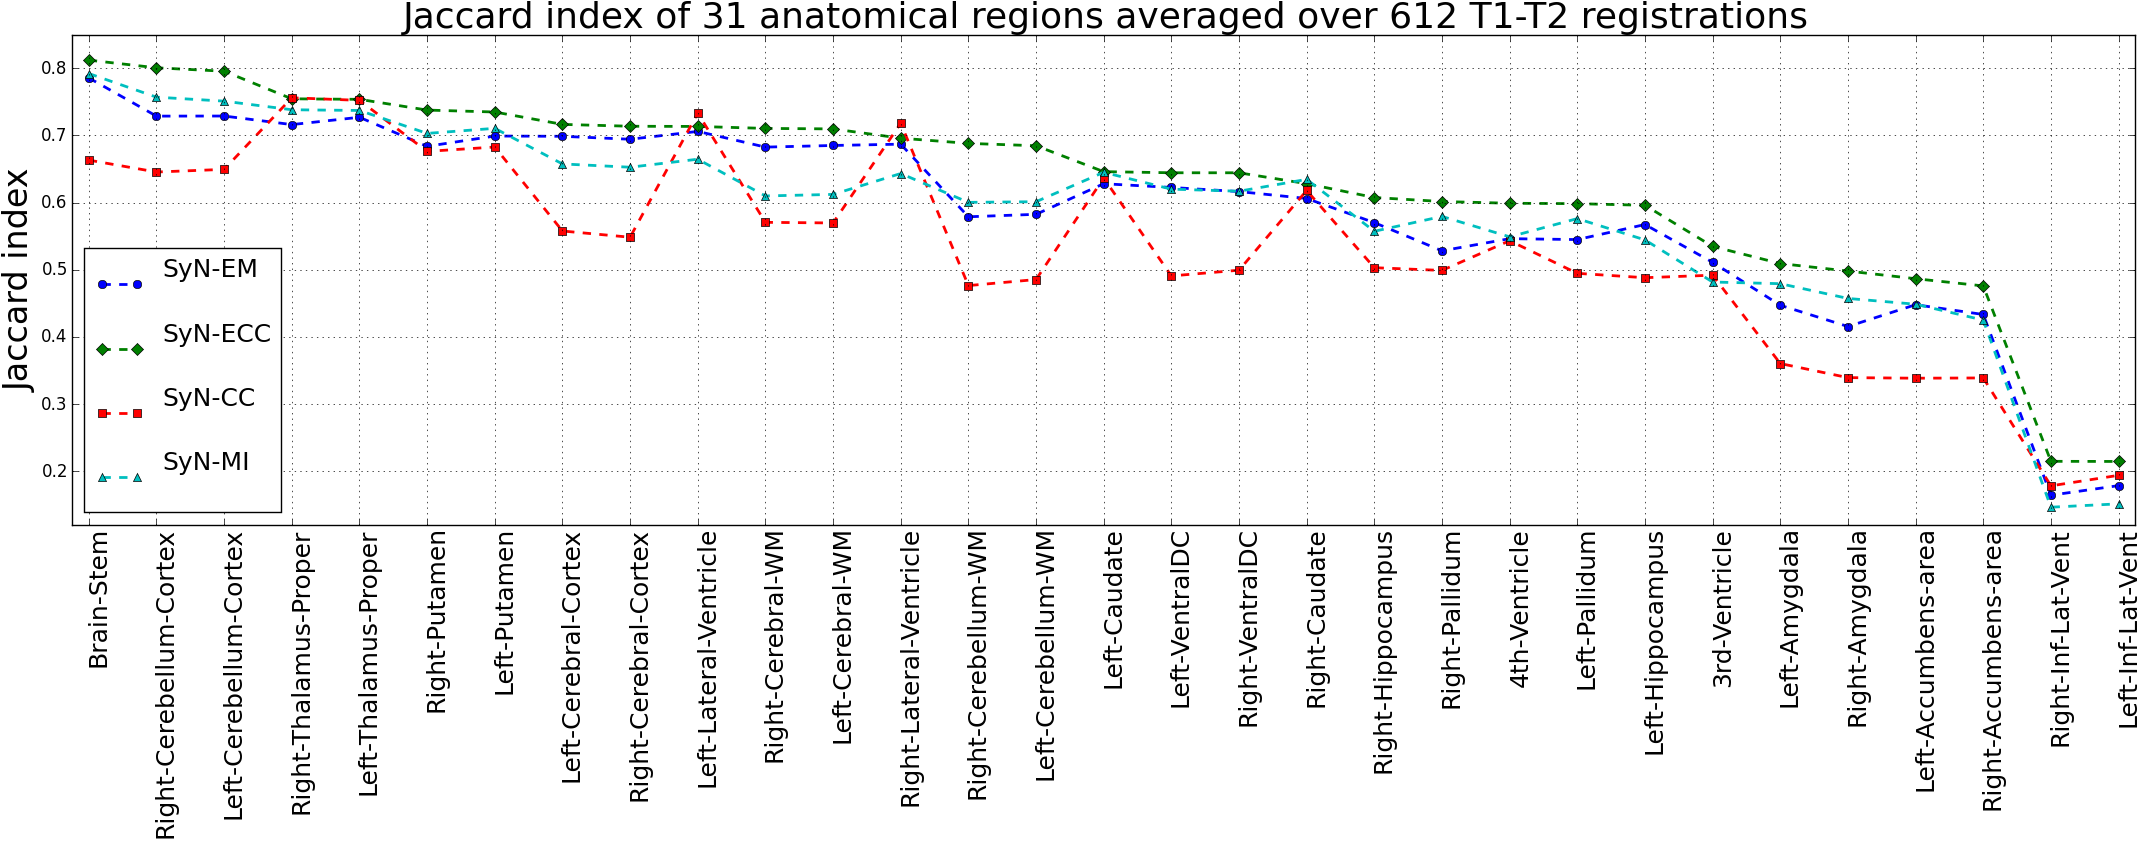 Jaccard index of 31 anatomical regions averaged over 612 T1-T2 registrations
Jaccard index
0.8
0.7
0.6
0.5
0.4
0.3
0.2
SyN-EM
SyN-ECC
SyN-CC
SyN-MI
Brain-Stem
Right-Cerebellum-Cortex
Left-Cerebellum-Cortex
Right-Thalamus-Proper
Left-Thalamus-Proper
Right-Putamen
Left-Putamen
Left-Cerebral-Cortex
Right-Cerebral-Cortex
Left-Lateral-Ventricle
Right-Cerebral-WM
Left-Cerebral-WM
Right-Lateral-Ventricle
Right-Cerebellum-WM
Left-Cerebellum-WM
Left-Caudate
Left-VentralDC
Right-VentralDC
Right-Caudate
Right-Hippocampus
Right-Pallidum
4th-Ventricle
Left-Pallidum
Left-Hippocampus
3rd-Ventricle
Left-Amygdala
Right-Amygdala
Left-Accumbens-area
Right-Accumbens-area
Right-Inf-Lat-Vent
Left-Inf-Lat-Vent